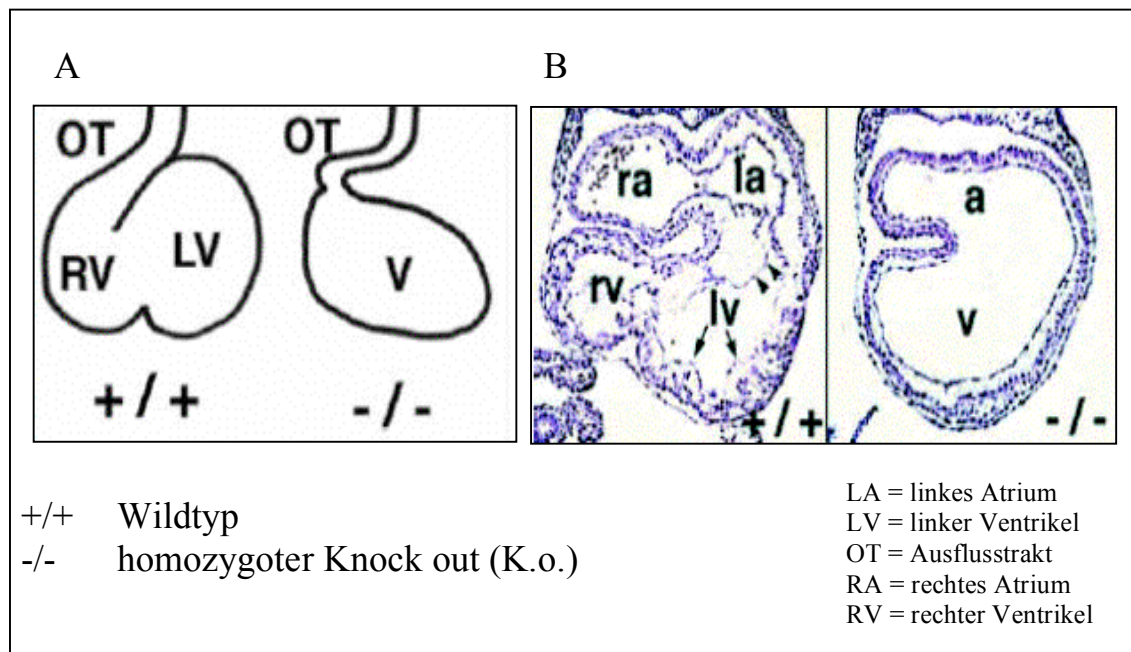 A
B
OT
OT
RV
LV
V
+/+
-/-
ra
la
rv
lv
+/+
a
v
-/-
+/+ Wildtyp
-/- homozygoter Knock out (K.o.)
LA = linkes Atrium
LV = linker Ventrikel
OT = Ausflusstrakt
RA = rechtes Atrium
RV = rechter Ventrikel